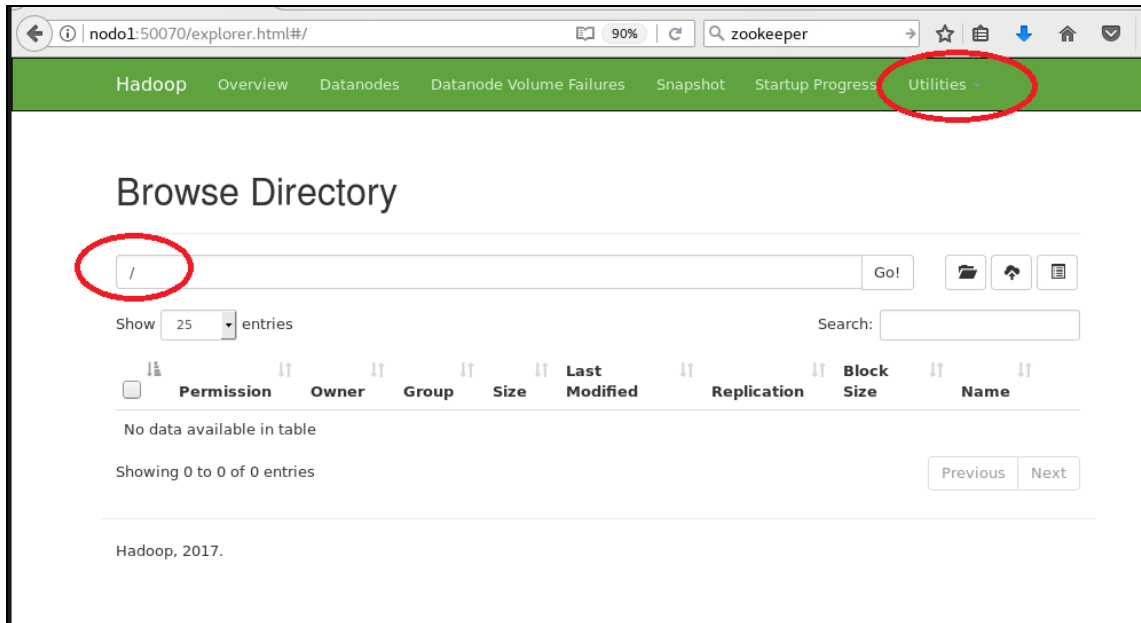 nodo1:50070/explorer.html#/ 90% zookeeper
Hadoop Overview Datanodes Datanode Volume Failures Snapshot Startup Progress Utilities
Browse Directory
/ Go!
Show 25 entries Search:
Permission Owner Group Size Last Modified Replication Block Size Name
No data available in table
Showing 0 to 0 of 0 entries Previous Next
Hadoop, 2017.